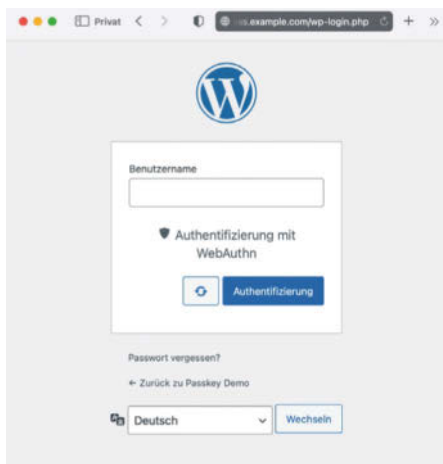 Privat
.example.com/wp-login.php
Benutzername
Authentifizierung mit
WebAuthn
Authentifizierung
Passwort vergessen?
← Zurück zu Passkey Demo
Deutsch
Wechseln